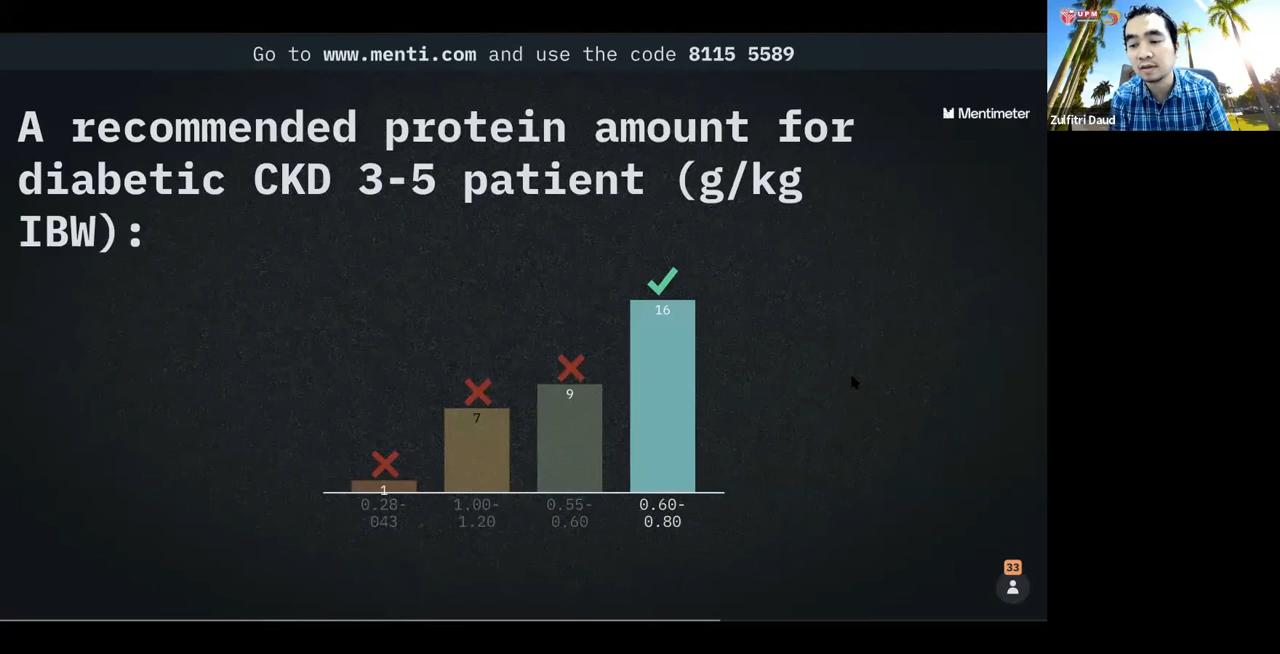 Go to www.menti.com and use the code 8115 5589
UPM
Zulfitri Daud
Mentimeter
A recommended protein amount for
diabetic CKD 3-5 patient (g/kg
IBW):
16
9
7
1
0.28-
043
1.00-
1.20
0.55-
0.60
0.60-
0.80
33